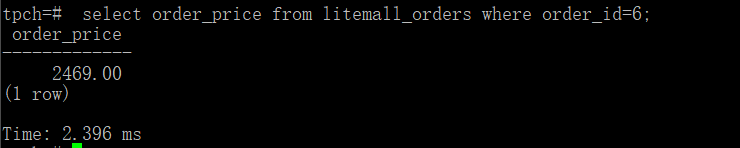 tpch=#  select order_price from litemall_orders where order_id=6;
 order_price
-------------
     2469.00
(1 row)

Time: 2.396 ms